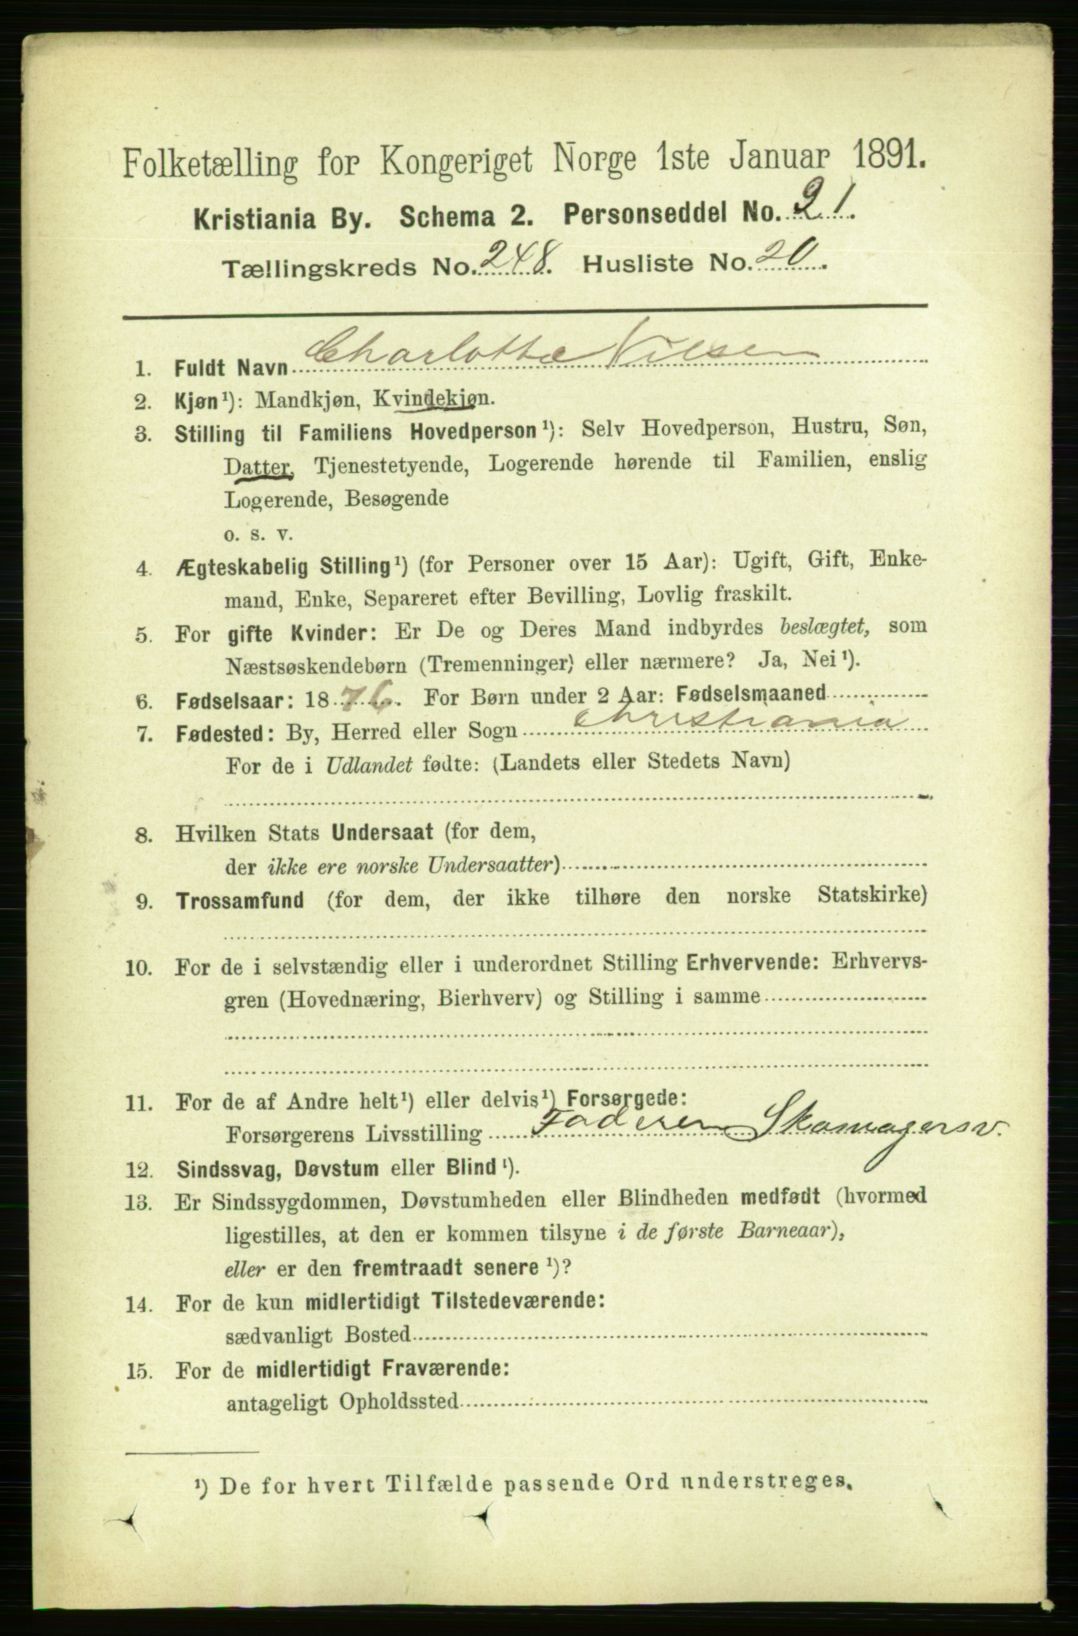 Folketælling for Kongeriget Norge 1ste Januar 1891.
Kristiania By. Schema 2. Personseddel No. 21.
Tællingskreds No. 248. Husliste No. 20.
1. Fuldt Navn Charlotte Nilsen
2. Kjøn¹): Mandkjøn, Kvindekjøn.
3. Stilling til Familiens Hovedperson¹): Selv Hovedperson, Hustru, Søn,
Datter, Tjenestetyende, Logerende hørende til Familien, enslig
Logerende, Besøgende
o. s. v.
4. Ægteskabelig Stilling¹) (for Personer over 15 Aar): Ugift, Gift, Enke-
mand, Enke, Separeret efter Bevilling, Lovlig fraskilt.
5. For gifte Kvinder: Er De og Deres Mand indbyrdes beslægtet, som
Næstsøskendebørn (Tremenninger) eller nærmere? Ja, Nei¹).
6. Fødselsaar: 1876. For Børn under 2 Aar: Fødselsmaaned
7. Fødested: By, Herred eller Sogn Christiania
For de i Udlandet fødte: (Landets eller Stedets Navn)
8. Hvilken Stats Undersaat (for dem,
der ikke ere norske Undersaatter)
9. Trossamfund (for dem, der ikke tilhøre den norske Statskirke)
10. For de i selvstændig eller i underordnet Stilling Erhvervende: Erhvervs-
gren (Hovednæring, Bierhverv) og Stilling i samme
11. For de af Andre helt¹) eller delvis¹) Forsørgede:
Forsørgerens Livsstilling Faderen Skomagersv.
12. Sindssvag, Døvstum eller Blind¹).
13. Er Sindssygdommen, Døvstumheden eller Blindheden medfødt (hvormed
ligestilles, at den er kommen tilsyne i de første Barneaar),
eller er den fremtraadt senere¹)?
14. For de kun midlertidigt Tilstedeværende:
sædvanligt Bosted
15. For de midlertidigt Fraværende:
antageligt Opholdssted
¹) De for hvert Tilfælde passende Ord understreges.